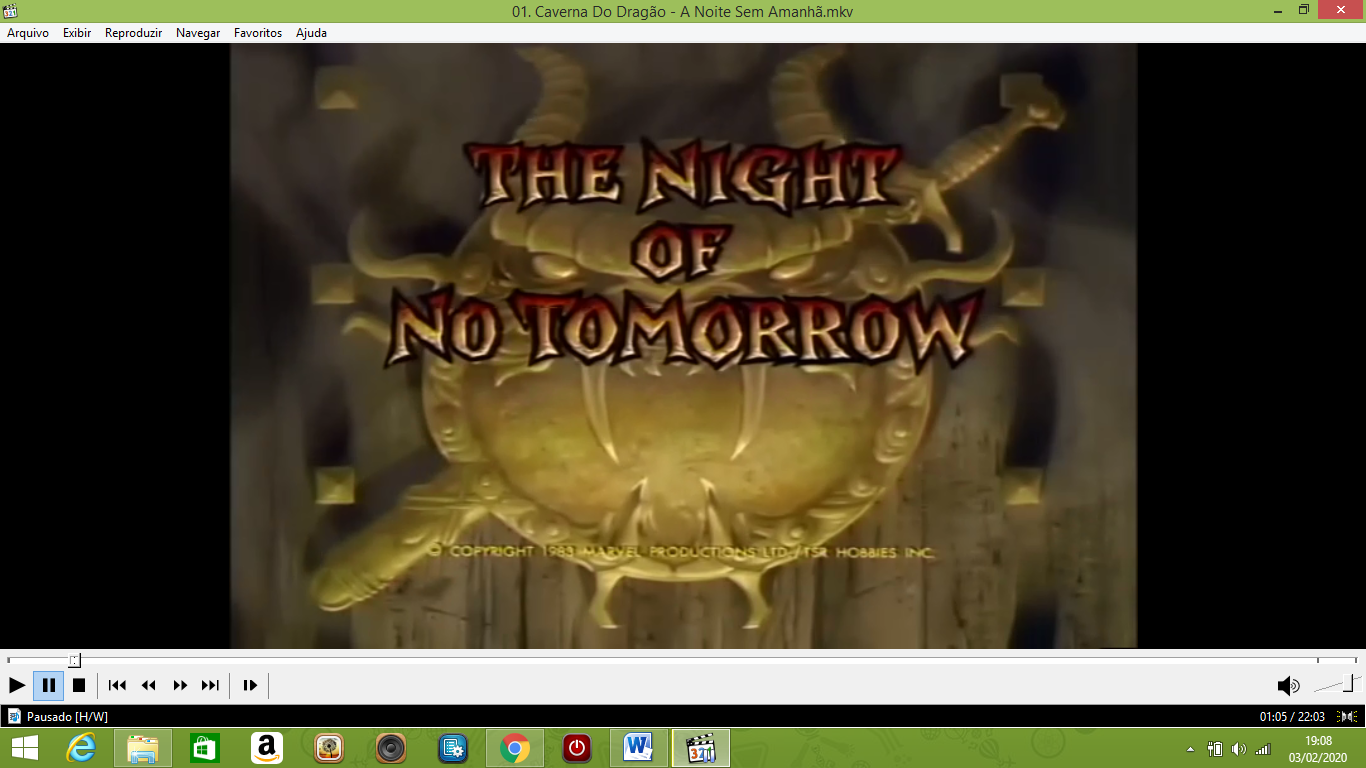 01. Caverna Do Dragão - A Noite Sem Amanhã.mkv
Arquivo Exibir Reproduzir Navegar Favoritos Ajuda
THE NIGHT
OF
NO TOMORROW
© COPYRIGHT 1983 MARVEL PRODUCTIONS LTD./TSR HOBBIES INC.
Pausado [H/W]
01:05 / 22:03
19:08
03/02/2020